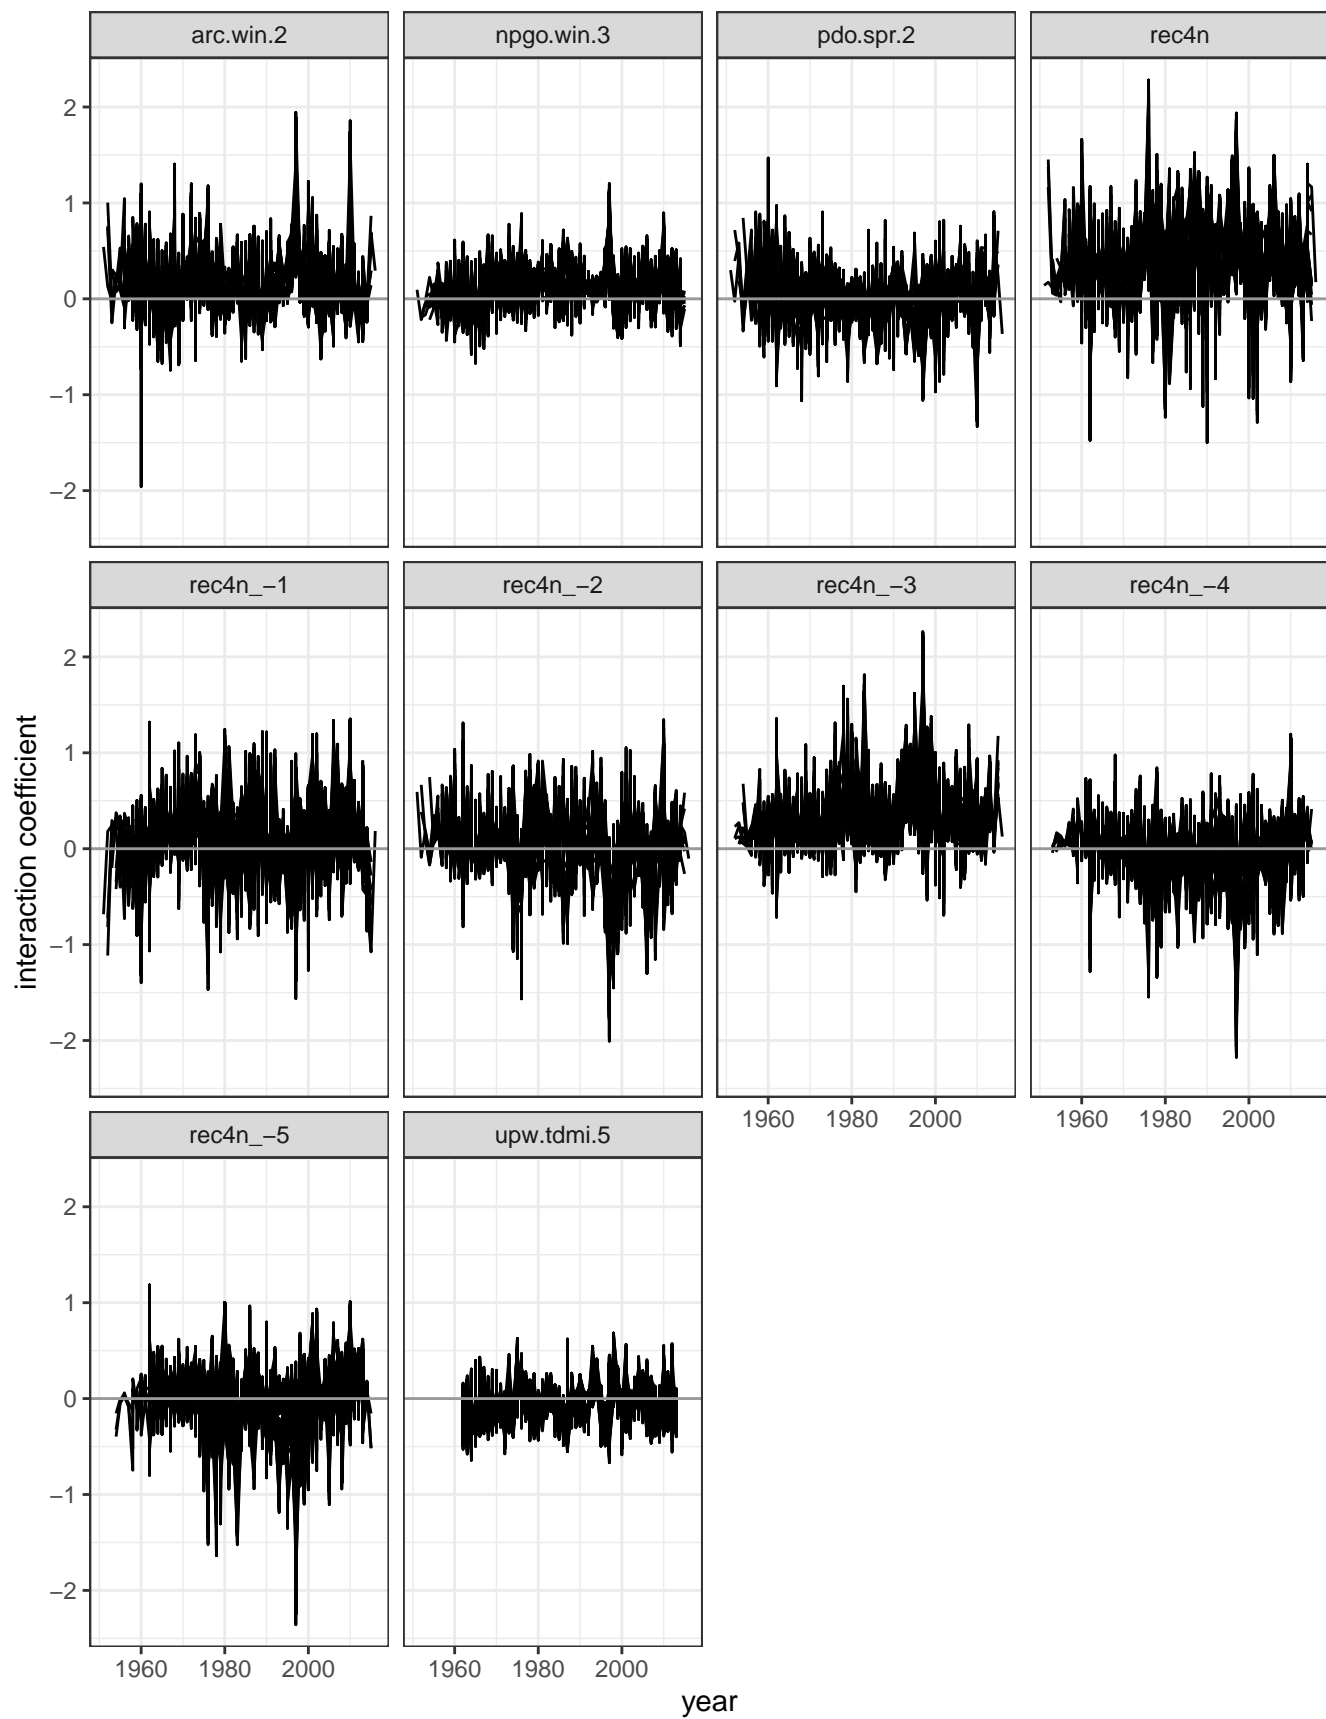 arc.win.2 npgo.win.3 pdo.spr.2 rec4n
2
1
0
−1
−2
rec4n_−1 rec4n_−2 rec4n_−3 rec4n_−4
2
1
0
−1
−2
interaction coefficient
1960 1980 2000 1960 1980 2000
rec4n_−5 upw.tdmi.5
2
1
0
−1
−2
1960 1980 2000 1960 1980 2000
year